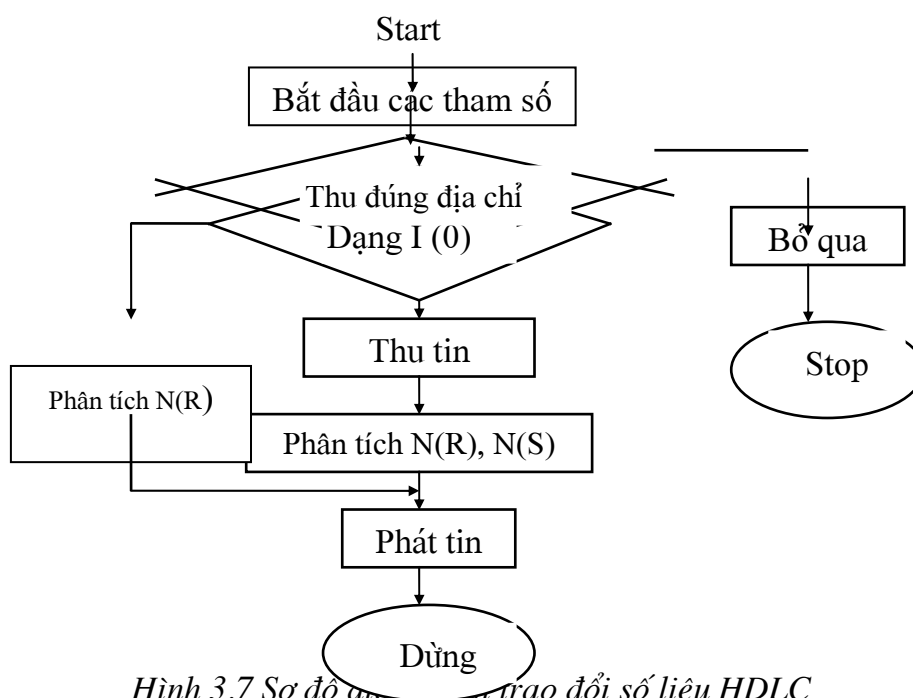 Start
Bắt đầu các tham số
Thu đúng địa chỉ
Dạng I (0)
Bỏ qua
Thu tin
Stop
Phân tích N(R)
Phân tích N(R), N(S)
Phát tin
Dừng
Hình 3.7 Sơ đồ trao đổi số liệu HDLC